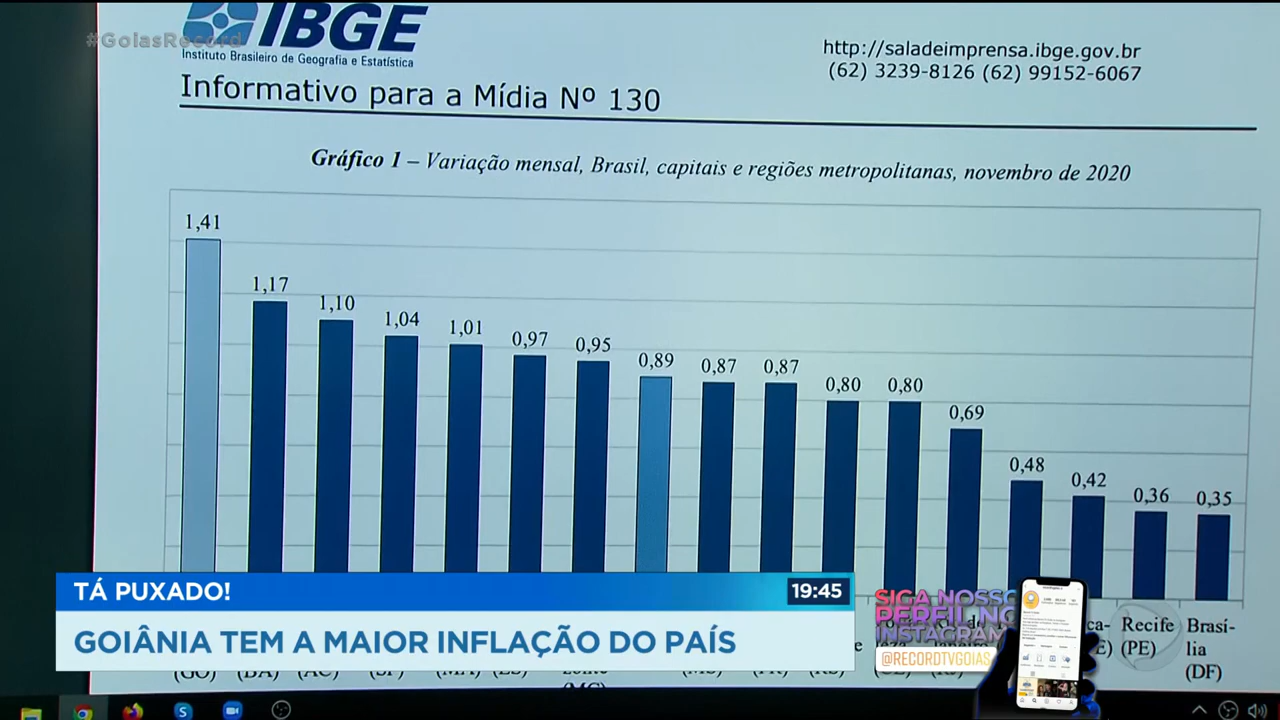 #GoiasRecord
IBGE
Instituto Brasileiro de Geografia e Estatística
http://saladeimprensa.ibge.gov.br
(62) 3239-8126 (62) 99152-6067
Informativo para a Mídia Nº 130
Gráfico 1 – Variação mensal, Brasil, capitais e regiões metropolitanas, novembro de 2020
1,41
1,17
1,10
1,04
1,01
0,97
0,95
0,89
0,87
0,87
0,80
0,80
0,69
0,48
0,42
0,36
0,35
TÁ PUXADO!
19:45
GOIÂNIA TEM A MAIOR INFLAÇÃO DO PAÍS
SIGA NOSSO
PERFIL NO
INSTAGRAM
@RECORDTVGOIAS
Recife
(PE)
Brasí-
lia
(DF)
(GO) (BA) (AC) (SP) (MA) (ES)
(MG)